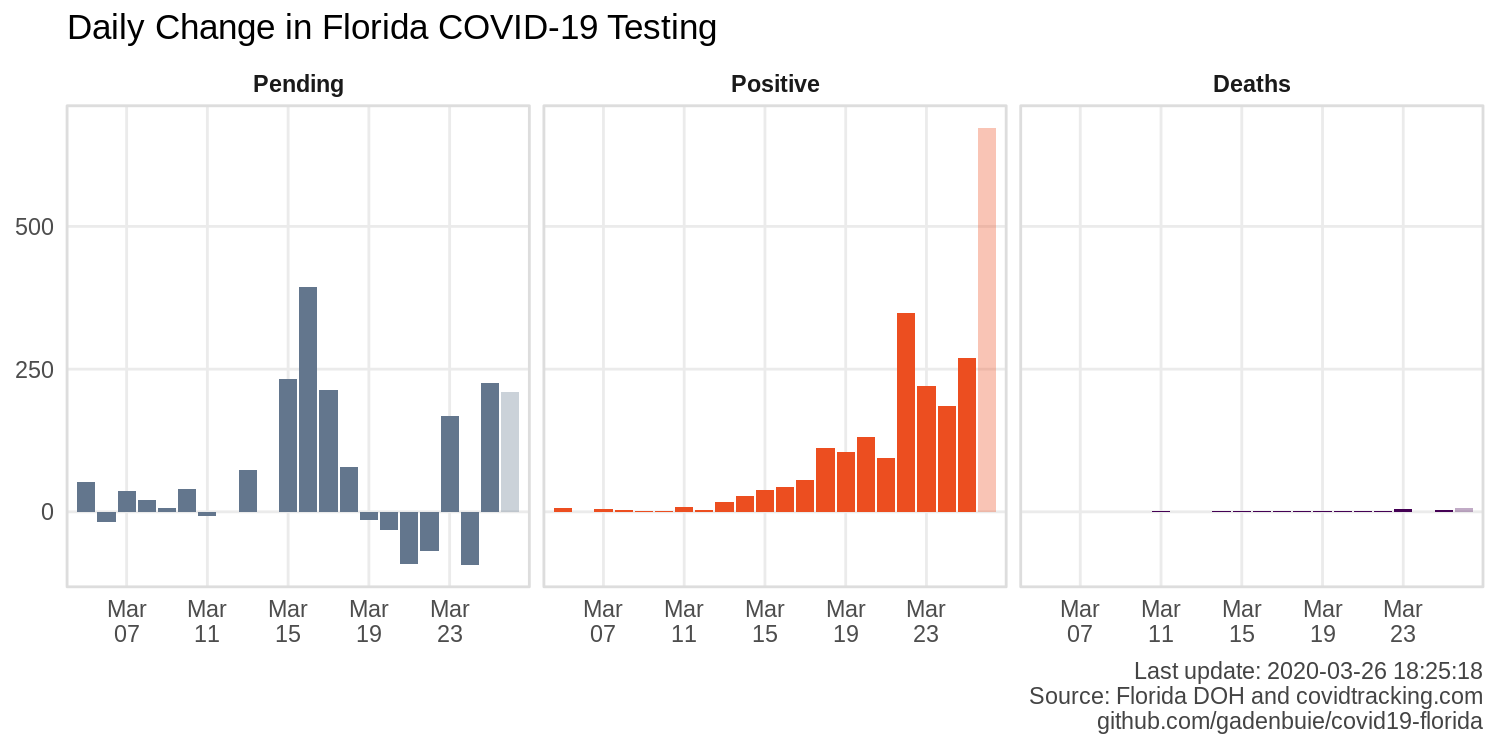 Daily Change in Florida COVID-19 Testing
Pending
Positive
Deaths
500
250
0
Mar
07
Mar
11
Mar
15
Mar
19
Mar
23
Mar
07
Mar
11
Mar
15
Mar
19
Mar
23
Mar
07
Mar
11
Mar
15
Mar
19
Mar
23
Last update: 2020-03-26 18:25:18
Source: Florida DOH and covidtracking.com
github.com/gadenbuie/covid19-florida